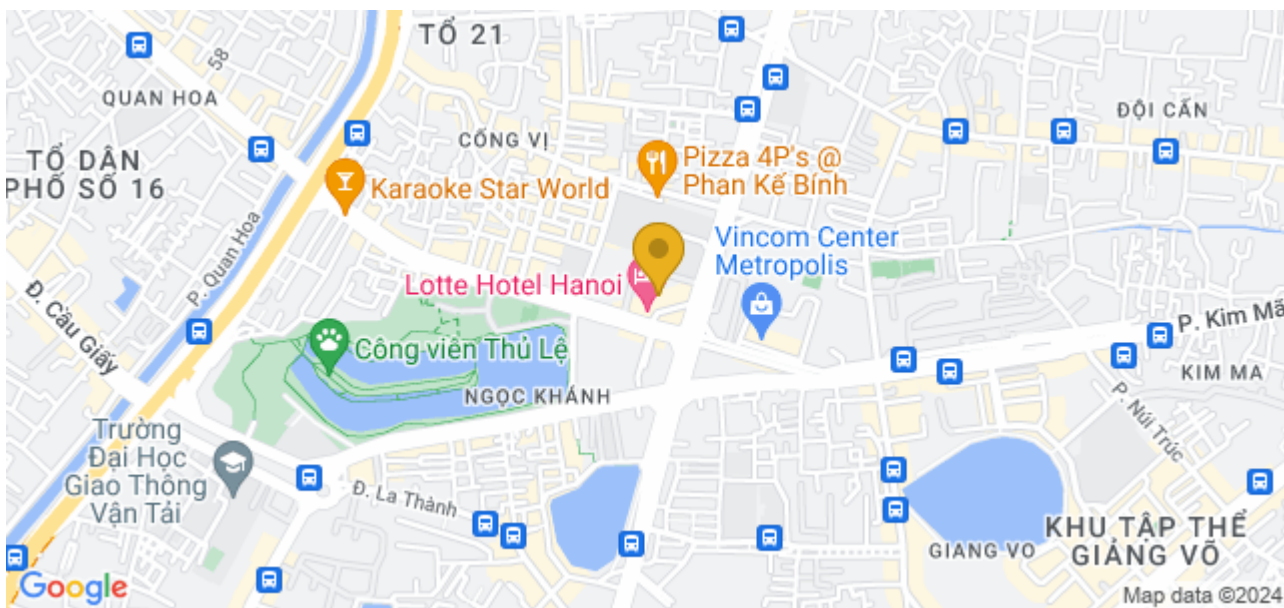 TỔ 21
58
QUAN HOA
ĐỘI CẤN
CỐNG VỊ
TỔ DÂN
PHỐ SỐ 16
Pizza 4P's @
Phan Kế Bính
Karaoke Star World
P. Quan Hoa
Vincom Center
Metropolis
Lotte Hotel Hanoi
P. Kim Mã
Đ. Cầu Giấy
Công viên Thủ Lệ
KIM MA
NGỌC KHÁNH
P. Núi Trúc
Trường
Đại Học
Giao Thông
Vận Tải
Đ. La Thành
KHU TẬP THỂ
GIẢNG VÕ
GIANG VO
Google
Map data ©2024